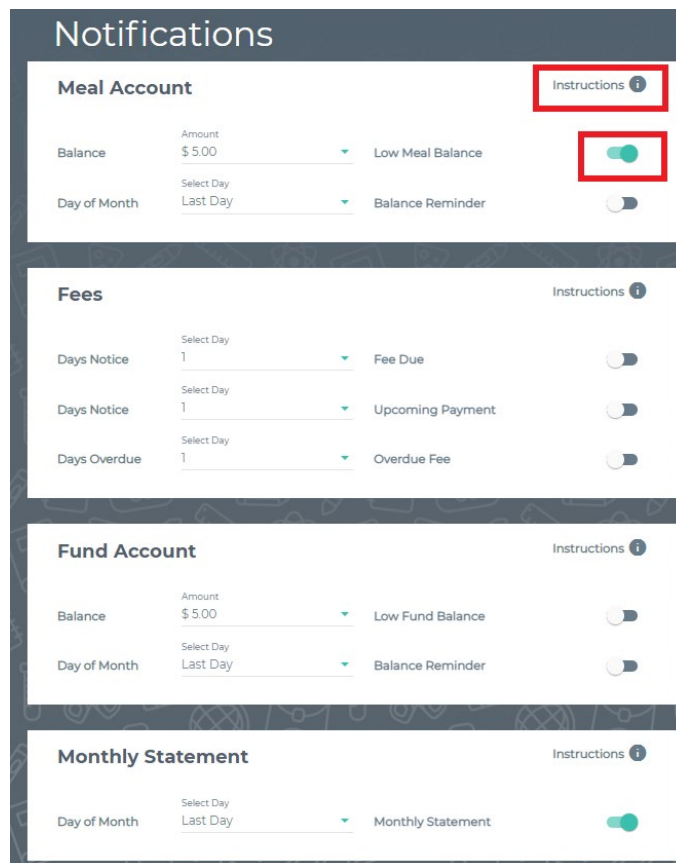 Notifications
Meal Account
Instructions
Amount
Balance $ 5.00 Low Meal Balance
Select Day
Day of Month Last Day Balance Reminder
Fees
Instructions
Select Day
Days Notice 1 Fee Due
Select Day
Days Notice 1 Upcoming Payment
Select Day
Days Overdue 1 Overdue Fee
Fund Account
Instructions
Amount
Balance $ 5.00 Low Fund Balance
Select Day
Day of Month Last Day Balance Reminder
Monthly Statement
Instructions
Select Day
Day of Month Last Day Monthly Statement